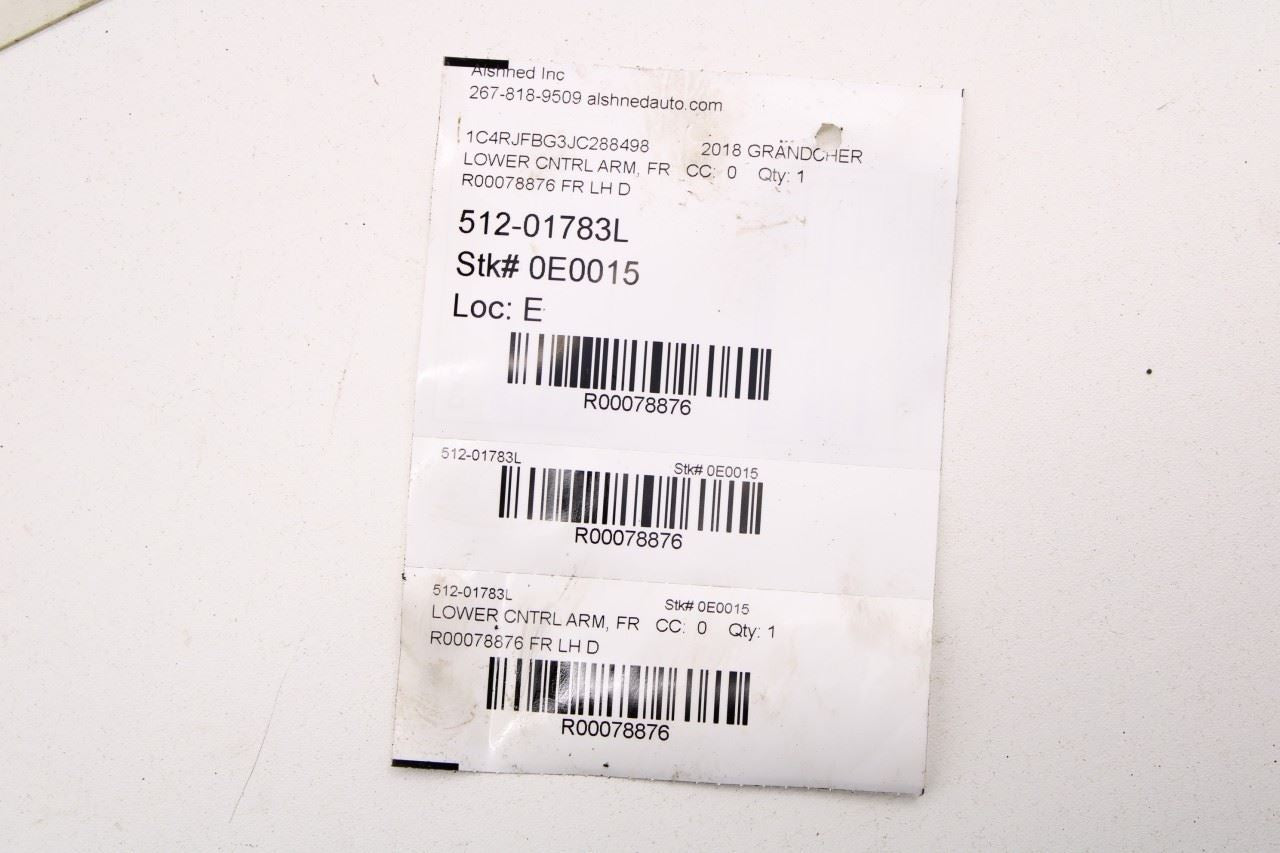 Alshned Inc
267-818-9509 alshnedauto.com
1C4RJFBG3JC288498 2018 GRANDCHER
LOWER CNTRL ARM, FR CC: 0 Qty: 1
R00078876 FR LH D
512-01783L
Stk# 0E0015
Loc: E
R00078876
512-01783L Stk# 0E0015
R00078876
512-01783L Stk# 0E0015
LOWER CNTRL ARM, FR CC: 0 Qty: 1
R00078876 FR LH D
R00078876